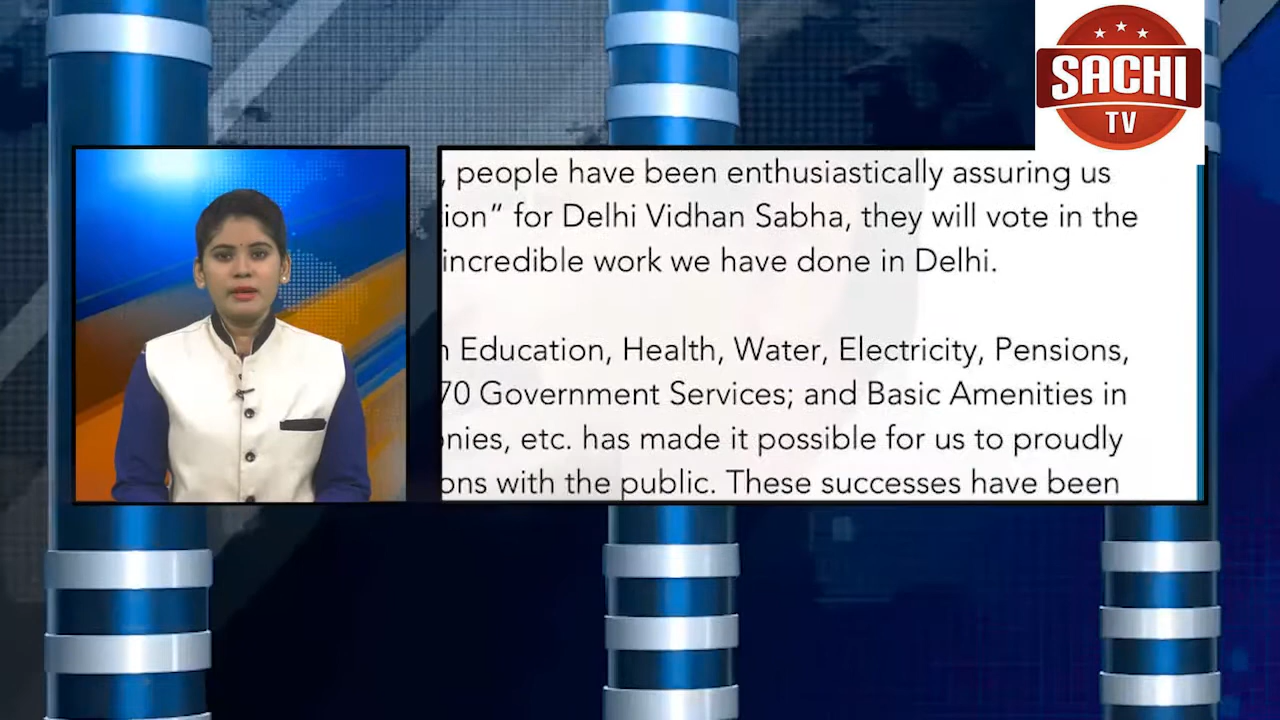 SACHI
TV
, people have been enthusiastically assuring us
ion” for Delhi Vidhan Sabha, they will vote in the
incredible work we have done in Delhi.
Education, Health, Water, Electricity, Pensions,
70 Government Services; and Basic Amenities in
onies, etc. has made it possible for us to proudly
ons with the public. These successes have been